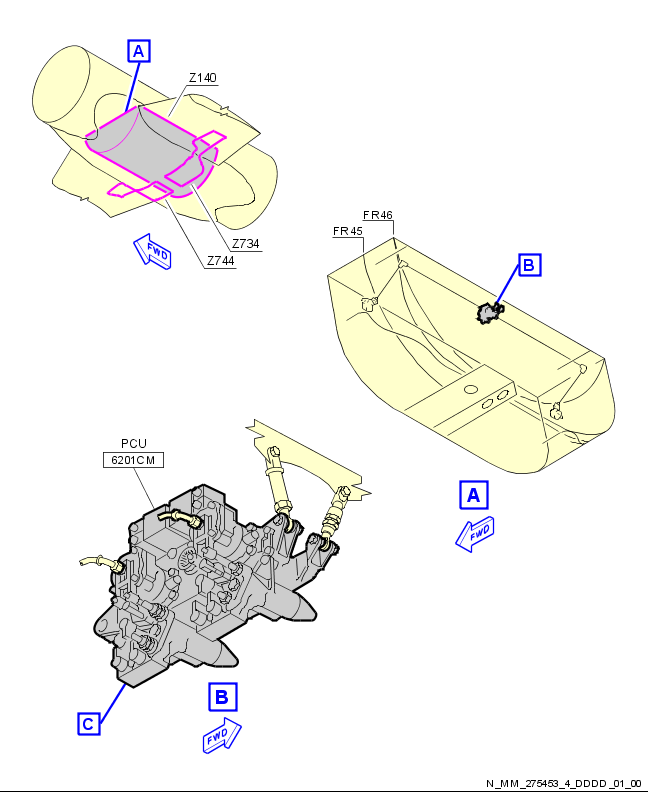 A
Z140
Z734
Z744
FWD
FR46
FR45
B
A
FWD
PCU
6201CM
B
C
FWD
N_MM_275453_4_DDDD_01_00